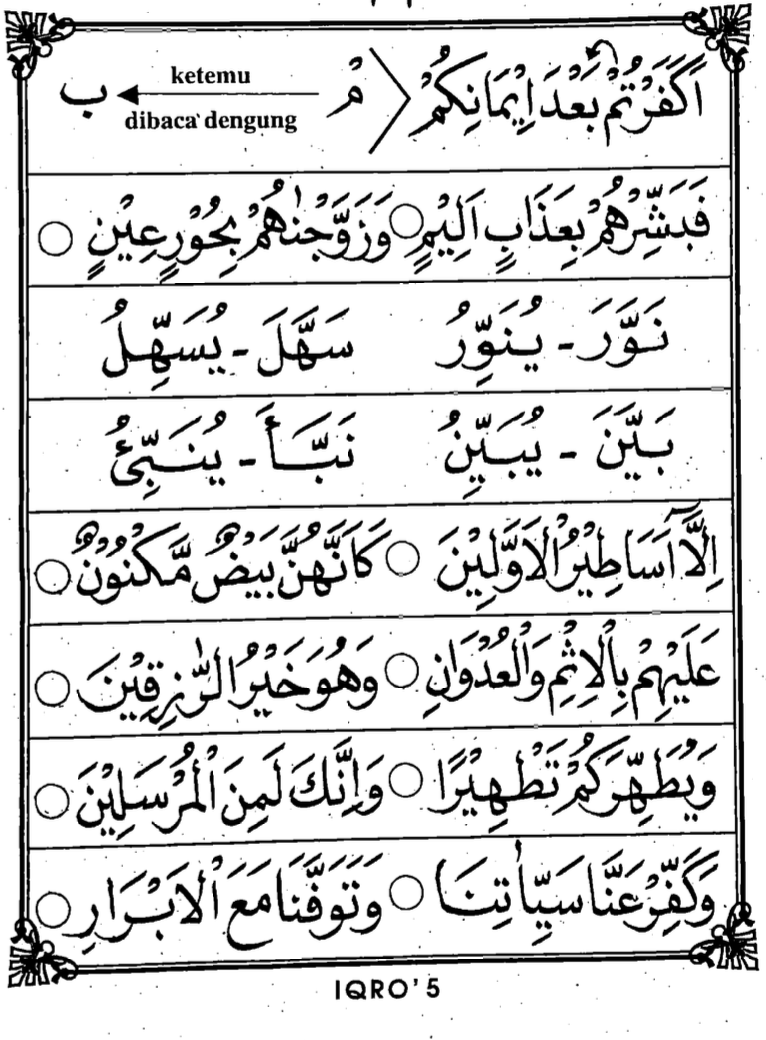 اَكَفَرْتُمْ بَعْدَ اِيْمَانِكُمْ
مْ ketemu ب
dibaca dengung
فَبَشِّرْهُمْ بِعَذَابٍ اَلِيْمٍ ○ وَزَوَّجْنٰهُمْ بِحُوْرٍ عِيْنٍ ○
نَوَّرَ - يُنَوِّرُ سَهَّلَ - يُسَهِّلُ
بَيَّنَ - يُبَيِّنُ نَبَّأَ - يُنَبِّئُ
اِلَّآ اَسَاطِيْرُ الْاَوَّلِيْنَ ○ كَاَنَّهُنَّ بَيْضٌ مَّكْنُوْنٌ ○
عَلَيْهِمْ بِالْاِثْمِ وَالْعُدْوَانِ ○ وَهُوَ خَيْرُ الرّٰزِقِيْنَ ○
وَيُطَهِّرَكُمْ تَطْهِيْرًا ○ وَاِنَّكَ لَمِنَ الْمُرْسَلِيْنَ ○
وَكَفِّرْ عَنَّا سَيِّاٰتِنَا ○ وَتَوَفَّنَا مَعَ الْاَبْرَارِ ○
IQRO' 5